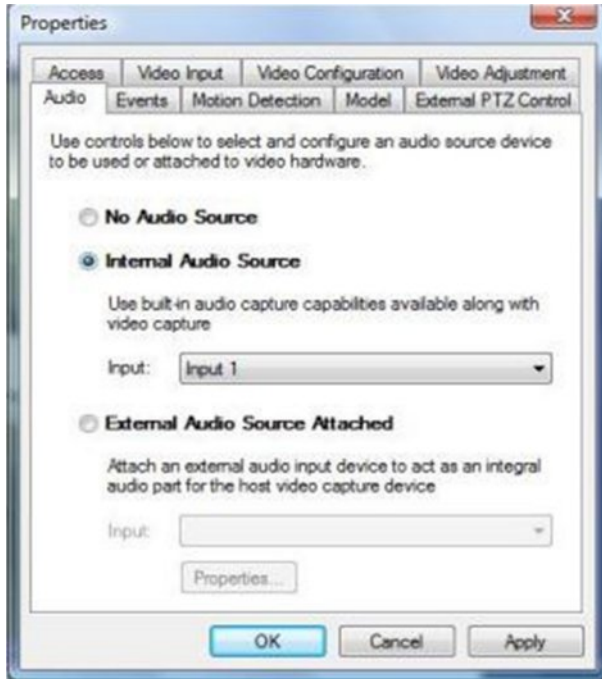 Properties
Access Video Input Video Configuration Video Adjustment
Audio Events Motion Detection Model External PTZ Control
Use controls below to select and configure an audio source device
to be used or attached to video hardware.
No Audio Source
Internal Audio Source
Use built-in audio capture capabilities available along with
video capture
Input: Input 1
External Audio Source Attached
Attach an external audio input device to act as an integral
audio part for the host video capture device
Input:
Properties...
OK Cancel Apply